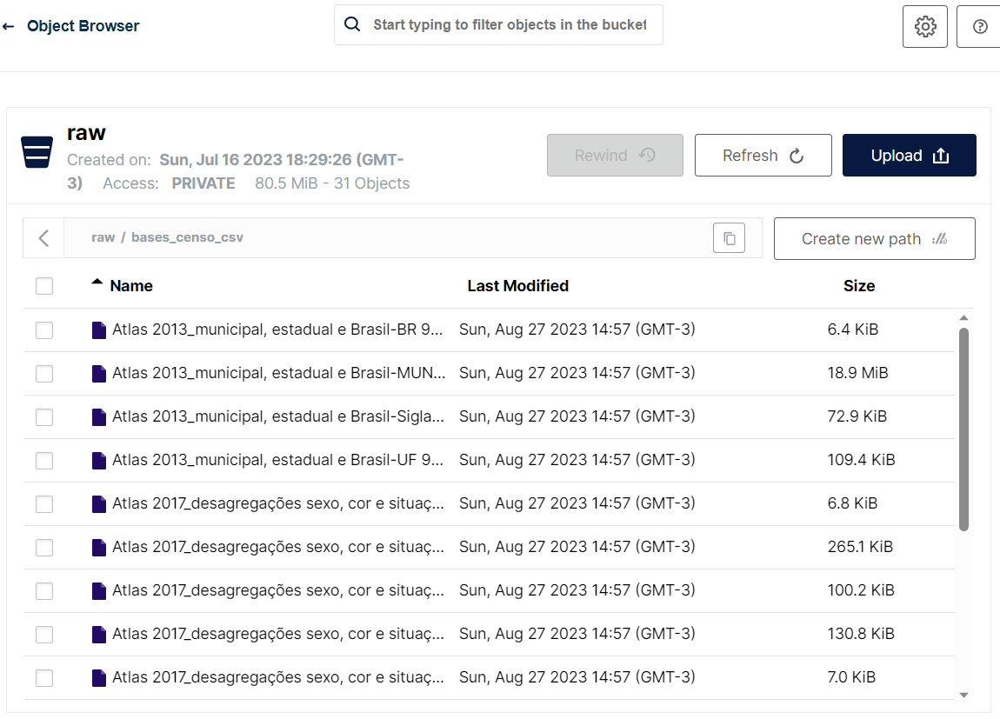 Object Browser
Start typing to filter objects in the bucket
raw
Created on: Sun, Jul 16 2023 18:29:26 (GMT-
3) Access: PRIVATE 80.5 MiB - 31 Objects
Rewind
Refresh
Upload
raw / bases_censo_csv
Create new path
Name Last Modified Size
Atlas 2013_municipal, estadual e Brasil-BR 9... Sun, Aug 27 2023 14:57 (GMT-3) 6.4 KiB
Atlas 2013_municipal, estadual e Brasil-MUN... Sun, Aug 27 2023 14:57 (GMT-3) 18.9 MiB
Atlas 2013_municipal, estadual e Brasil-Sigla... Sun, Aug 27 2023 14:57 (GMT-3) 72.9 KiB
Atlas 2013_municipal, estadual e Brasil-UF 9... Sun, Aug 27 2023 14:57 (GMT-3) 109.4 KiB
Atlas 2017_desagregações sexo, cor e situaç... Sun, Aug 27 2023 14:57 (GMT-3) 6.8 KiB
Atlas 2017_desagregações sexo, cor e situaç... Sun, Aug 27 2023 14:57 (GMT-3) 265.1 KiB
Atlas 2017_desagregações sexo, cor e situaç... Sun, Aug 27 2023 14:57 (GMT-3) 100.2 KiB
Atlas 2017_desagregações sexo, cor e situaç... Sun, Aug 27 2023 14:57 (GMT-3) 130.8 KiB
Atlas 2017_desagregações sexo, cor e situaç... Sun, Aug 27 2023 14:57 (GMT-3) 7.0 KiB